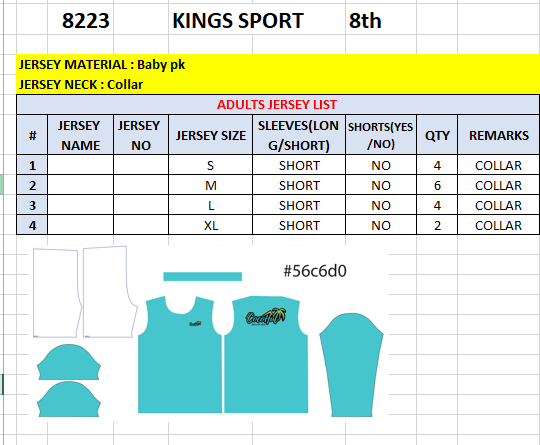 8223 KINGS SPORT 8th
JERSEY MATERIAL : Baby pk
JERSEY NECK : Collar
ADULTS JERSEY LIST
# JERSEY NAME JERSEY NO JERSEY SIZE SLEEVES(LONG/SHORT) SHORTS(YES/NO) QTY REMARKS
1 S SHORT NO 4 COLLAR
2 M SHORT NO 6 COLLAR
3 L SHORT NO 4 COLLAR
4 XL SHORT NO 2 COLLAR
#56c6d0